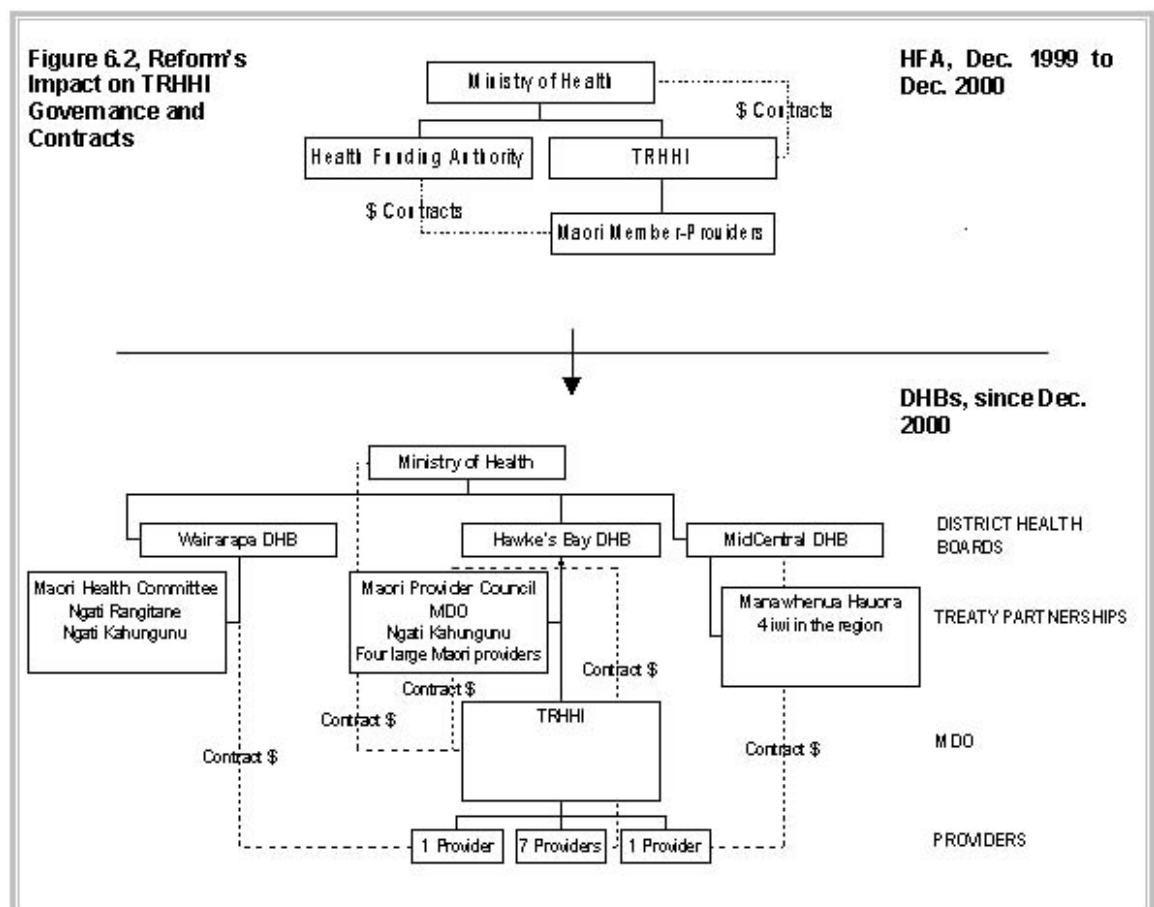 Figure 6.2, Reform's
Impact on TRHHI
Governance and
Contracts
HFA, Dec. 1999 to
Dec. 2000
Ministry of Health
$ Contracts
Health Funding Authority
TRHHI
$ Contracts
Maori Member-Providers
DHBs, since Dec.
2000
Ministry of Health
Wairarapa DHB
Hawke's Bay DHB
MidCentral DHB
DISTRICT HEALTH
BOARDS
Maori Health Committee
Ngati Rangitane
Ngati Kahungunu
Maori Provider Council
MDO
Ngati Kahungunu
Four large Maori providers
Manawhenua Hauora
4 iwi in the region
TREATY PARTNERSHIPS
Contract $
Contract $
Contract $
Contract $
Contract $
TRHHI
MDO
1 Provider
7 Providers
1 Provider
PROVIDERS